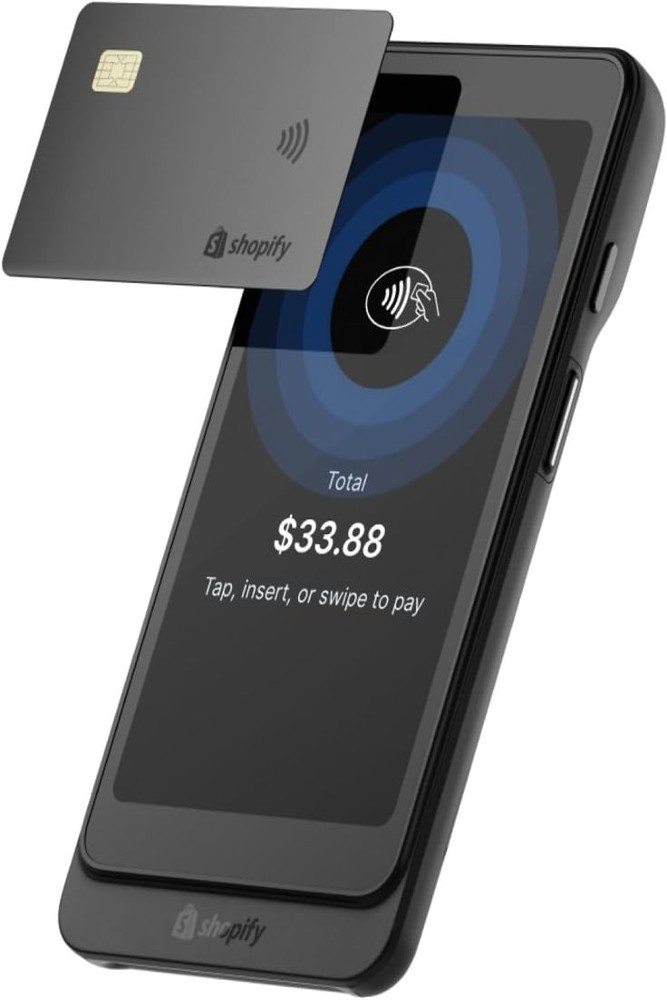 shopify
Total
$33.88
Tap, insert, or swipe to pay
shopify